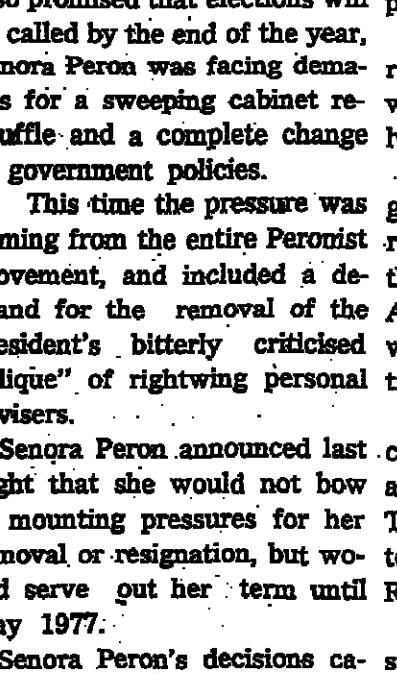 so promised that elections will
called by the end of the year,
nora Peron was facing dema-
s for a sweeping cabinet re-
uffle and a complete change
government policies.
This time the pressure was
ming from the entire Peronist
ovement, and included a de-
and for the removal of the
esident's bitterly criticised
lique" of rightwing personal
visers.
Senora Peron announced last
ght that she would not bow
mounting pressures for her
moval or resignation, but wo-
d serve out her term until
ay 1977.
Senora Peron's decisions ca-